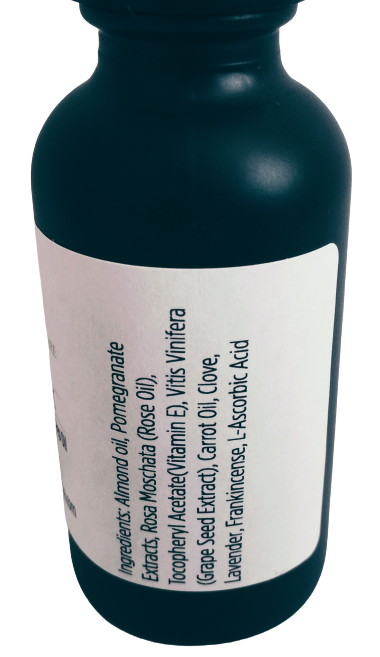 Ingredients: Almond oil, Pomegranate
Extracts, Rosa Moschata (Rose Oil),
Tocopheryl Acetate(Vitamin E), Vitis Vinifera
(Grape Seed Extract), Carrot Oil, Clove,
Lavender, Frankincense, L-Ascorbic Acid